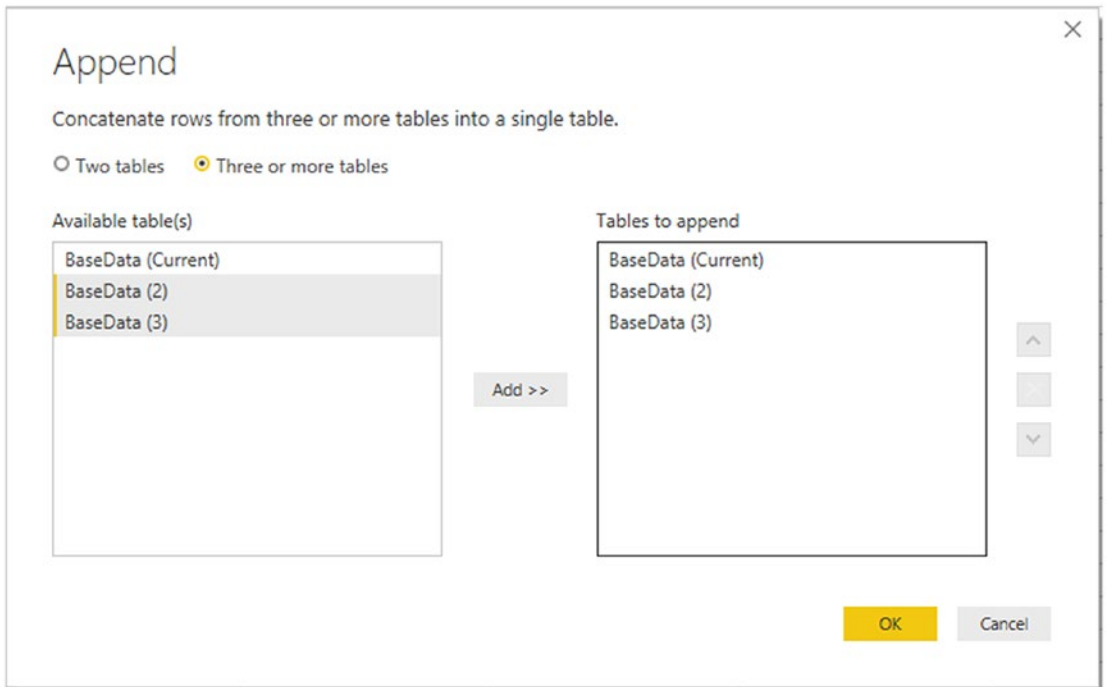 Append
Concatenate rows from three or more tables into a single table.
Two tables Three or more tables
Available table(s)
BaseData (Current)
BaseData (2)
BaseData (3)
Add >>
Tables to append
BaseData (Current)
BaseData (2)
BaseData (3)
OK Cancel